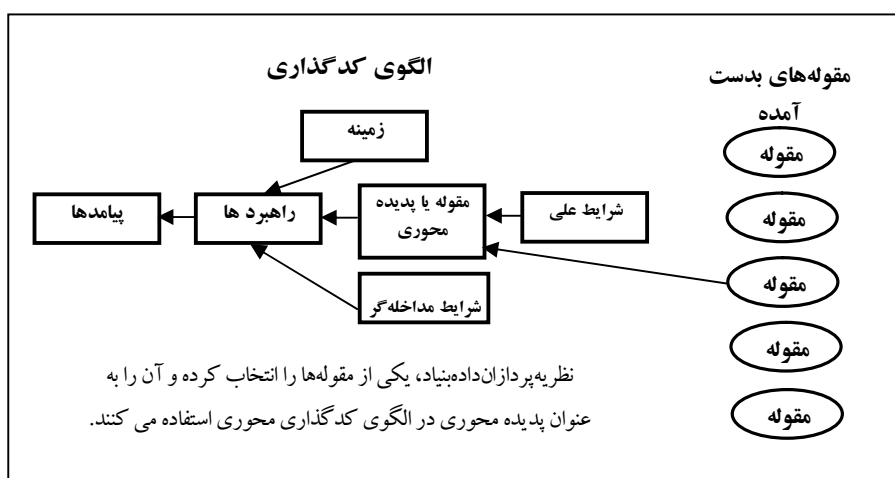 مقوله‌های بدست
آمده
مقوله
مقوله
مقوله
مقوله
مقوله
الگوی کدگذاری
زمینه
شرایط علی
مقوله یا پدیده
محوری
راهبرد ها
پیامدها
شرایط مداخله‌گر
نظریه‌پردازان‌داده‌بنیاد، یکی از مقوله‌ها را انتخاب کرده و آن را به
عنوان پدیده محوری در الگوی کدگذاری محوری استفاده می کنند.